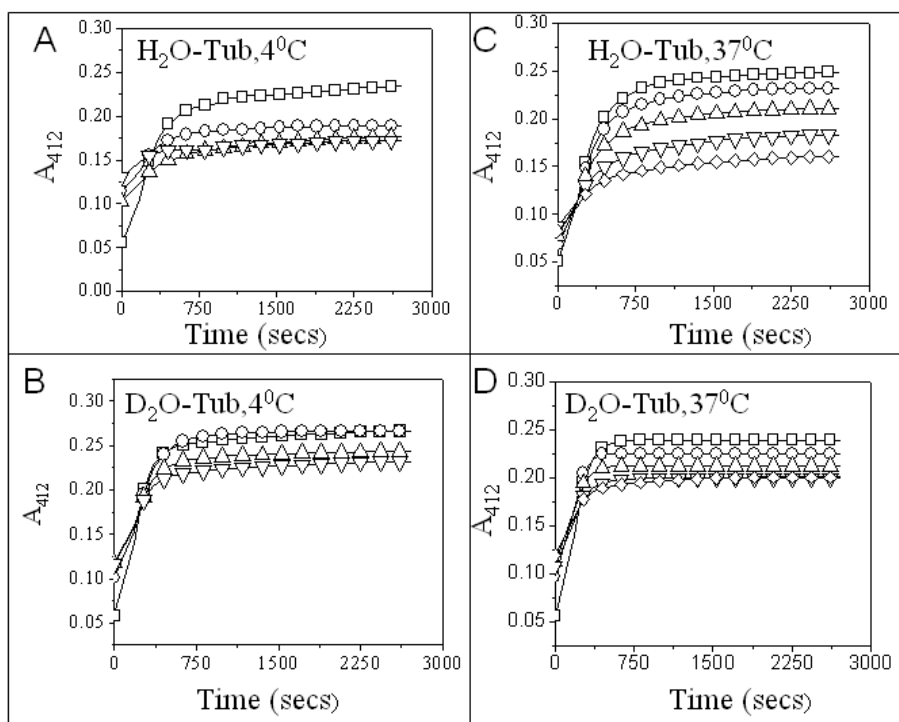 A
H₂O-Tub,4⁰C
0.30
0.25
0.20
0.15
0.10
0.05
0.00
A₄₁₂
0 750 1500 2250 3000
Time (secs)
C
H₂O-Tub,37⁰C
0.30
0.25
0.20
0.15
0.10
0.05
A₄₁₂
0 750 1500 2250 3000
Time (secs)
B
D₂O-Tub,4⁰C
0.30
0.25
0.20
0.15
0.10
0.05
A₄₁₂
0 750 1500 2250 3000
Time (secs)
D
D₂O-Tub,37⁰C
0.30
0.25
0.20
0.15
0.10
0.05
A₄₁₂
0 750 1500 2250 3000
Time (secs)